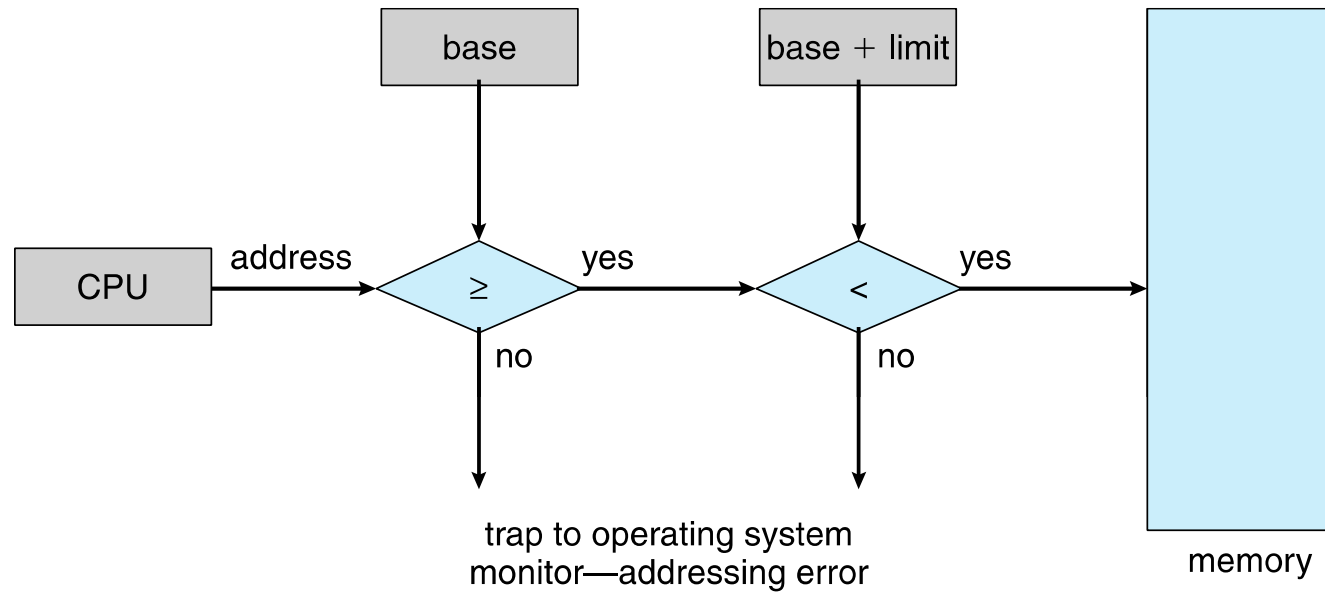 base
base + limit
CPU
address
≥
yes
<
yes
no
no
trap to operating system
monitor—addressing error
memory